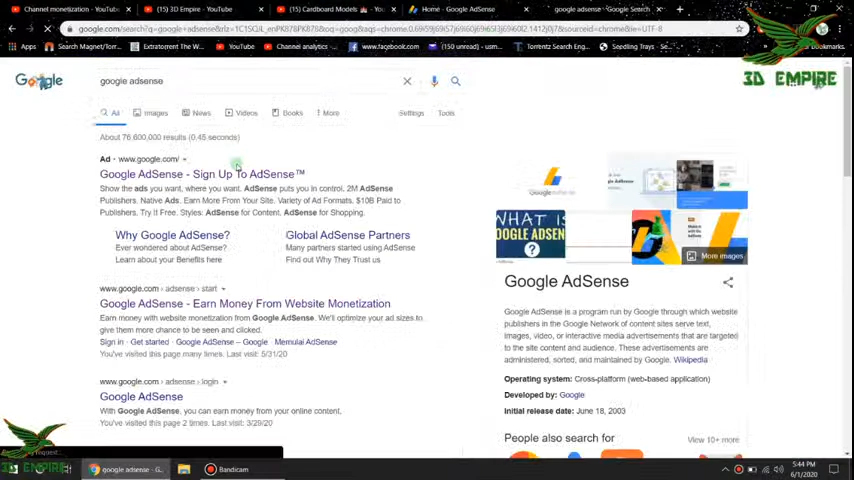 Channel monetization - YouTube
(15) 3D Empire - YouTube
(15) Cardboard Models
YouTube
Home - Google AdSense
google adsense - Google Search
Apps
Search Magnet/Torr
Extratorrent The W
YouTube
Channel analytics
www.facebook.com
(150 unread) - usm
Torrentz Search Eng
Seedling Trays. - Se
Bookmarks
3D EMPIRE
Google
google adsense
All
Images
News
Videos
Books
More
Settings
Tools
About 76,600,000 results (0.45 seconds)
Ad · www.google.com/
Google AdSense - Sign Up To AdSense™
Show the ads you want, where you want. AdSense puts you in control. 2M AdSense
Publishers. Native Ads. Earn More From Your Site. Variety of Ad Formats. $10B Paid to
Publishers. Try It Free. Styles: AdSense for Content, AdSense for Shopping.
Why Google AdSense?
Ever wondered about AdSense?
Learn about your Benefits here
Global AdSense Partners
Many partners started using AdSense
Find out Why They Trust us
www.google.com › adsense › start
Google AdSense - Earn Money From Website Monetization
Earn money with website monetization from Google AdSense. We'll optimize your ad sizes to
give them more chance to be seen and clicked.
Sign in · Get started · Google AdSense – Google · Memulai AdSense
You've visited this page many times. Last visit: 5/31/20
www.google.com › adsense › login
Google AdSense
With Google AdSense, you can earn money from your online content.
You've visited this page 2 times. Last visit: 3/29/20
WHAT IS
GOOGLE ADSEN
?
More images
Google AdSense
Google AdSense is a program run by Google through which website
publishers in the Google Network of content sites serve text,
images, video, or interactive media advertisements that are targeted
to the site content and audience. These advertisements are
administered, sorted, and maintained by Google. Wikipedia
Operating system: Cross-platform (web-based application)
Developed by: Google
Initial release date: June 18, 2003
People also search for
View 10+ more
3D EMPIRE
google adsense - G...
Bandicam
5:44 PM
6/1/2020